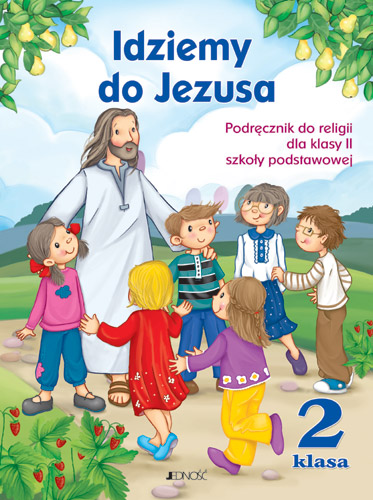 Idziemy
do Jezusa
Podręcznik do religii
dla klasy II
szkoły podstawowej
2
klasa
JEDNOŚĆ